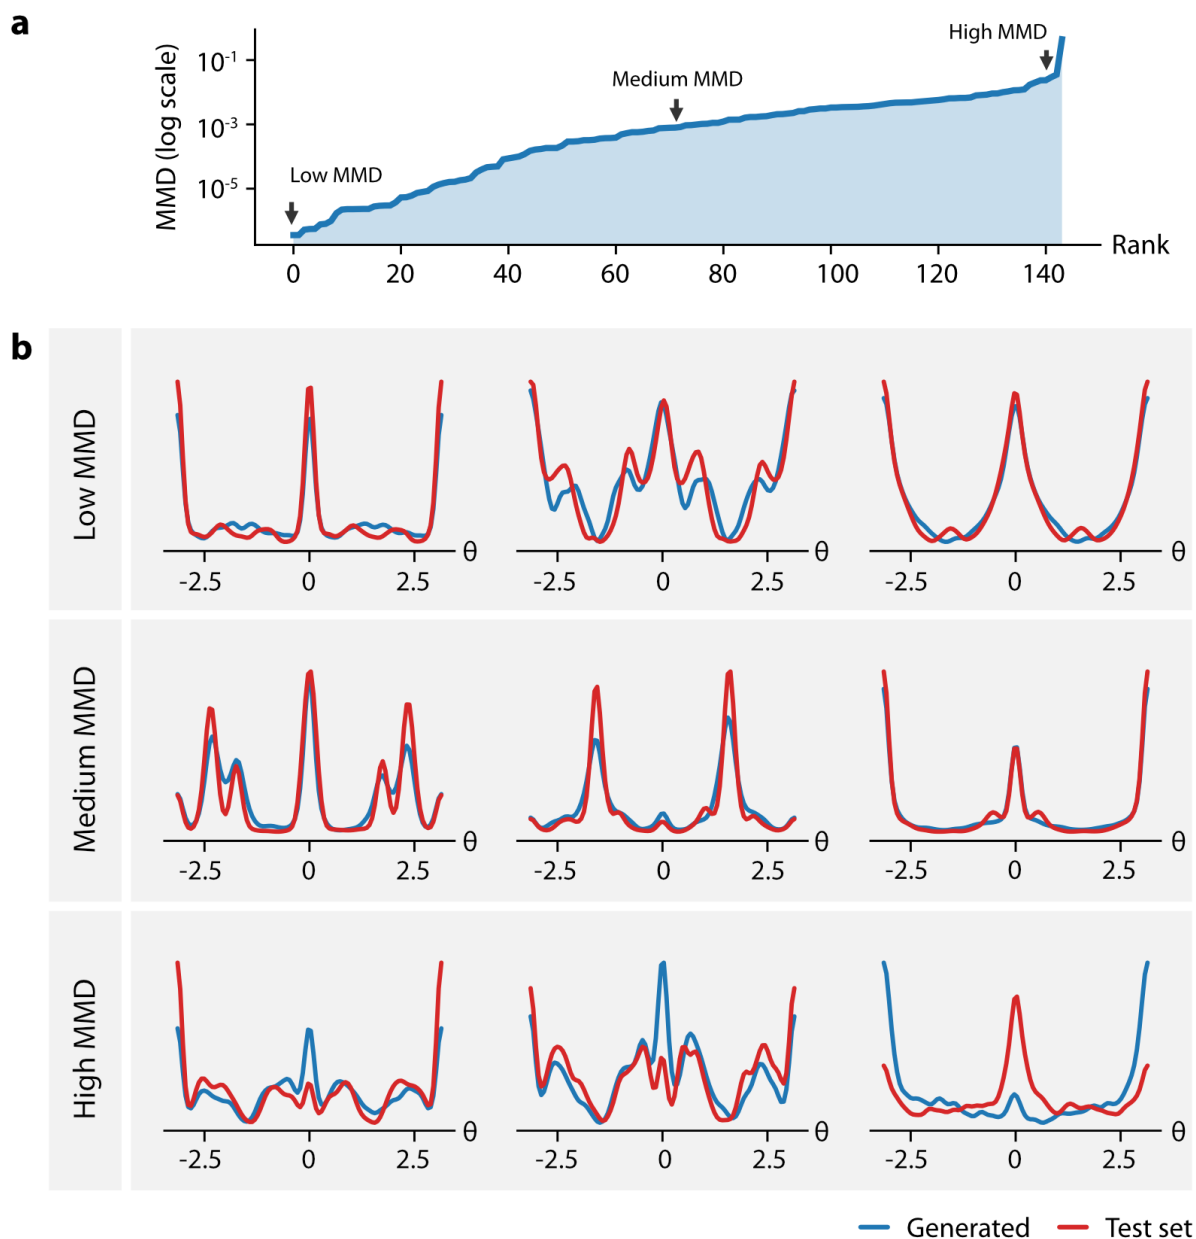 a
MMD (log scale)
10-1
10-3
10-5
Low MMD
Medium MMD
High MMD
0 20 40 60 80 100 120 140
Rank
b
Low MMD
-2.5 0 2.5 θ
-2.5 0 2.5 θ
-2.5 0 2.5 θ
Medium MMD
-2.5 0 2.5 θ
-2.5 0 2.5 θ
-2.5 0 2.5 θ
High MMD
-2.5 0 2.5 θ
-2.5 0 2.5 θ
-2.5 0 2.5 θ
Generated Test set